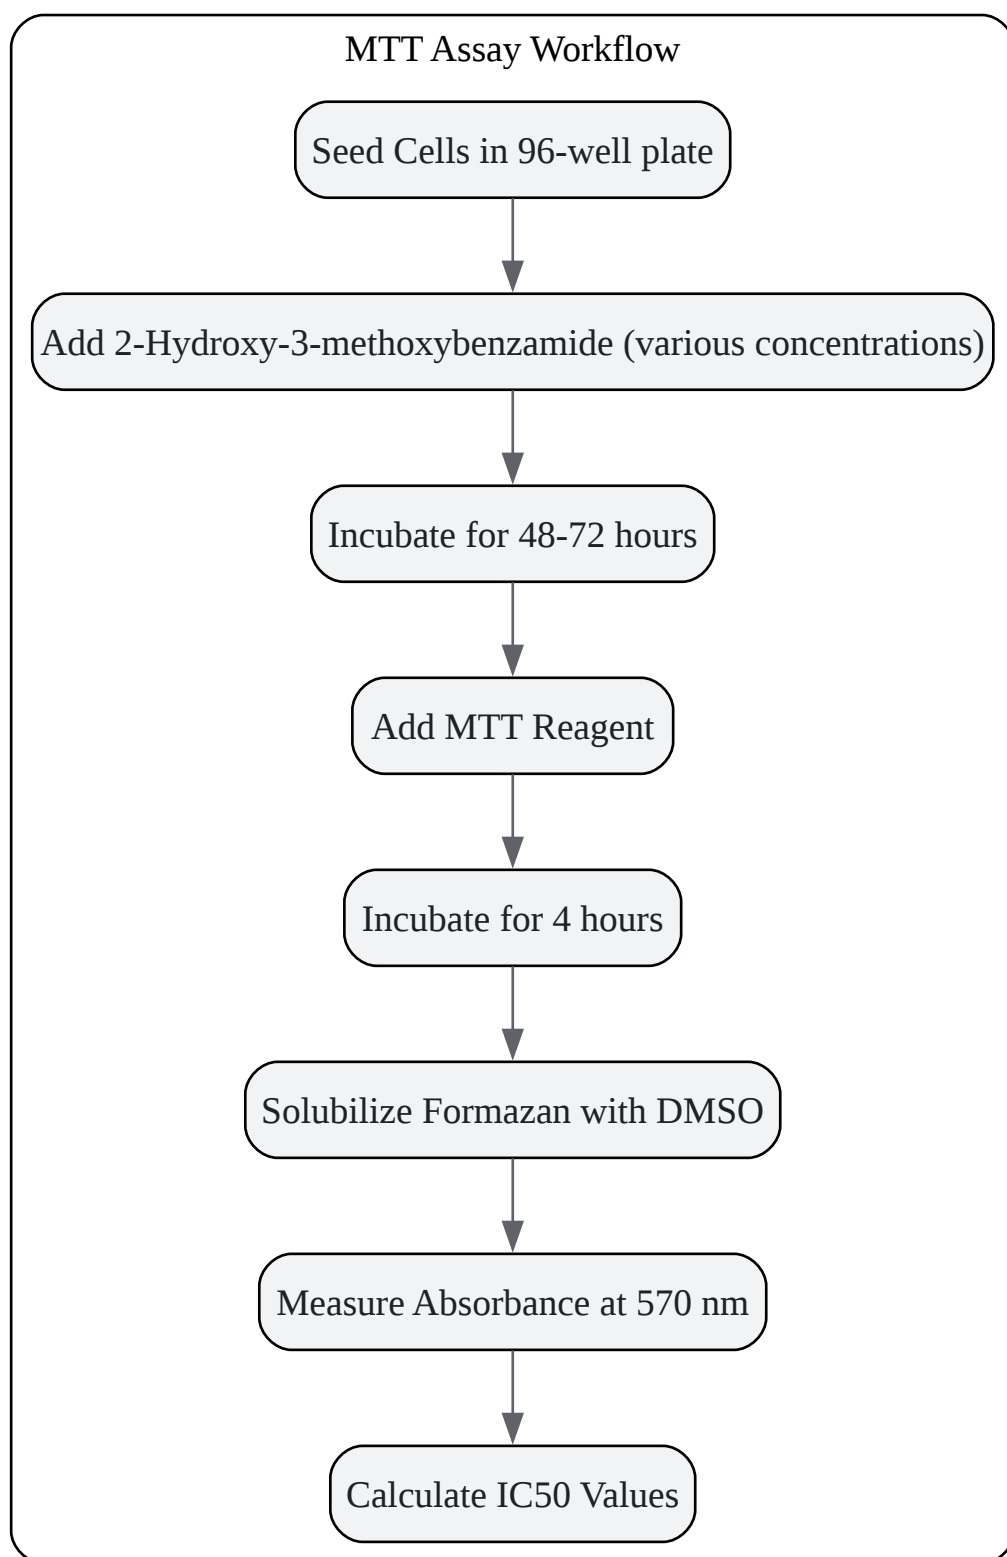 MTT Assay Workflow
Seed Cells in 96-well plate
Add 2-Hydroxy-3-methoxybenzamide (various concentrations)
Incubate for 48-72 hours
Add MTT Reagent
Incubate for 4 hours
Solubilize Formazan with DMSO
Measure Absorbance at 570 nm
Calculate IC50 Values